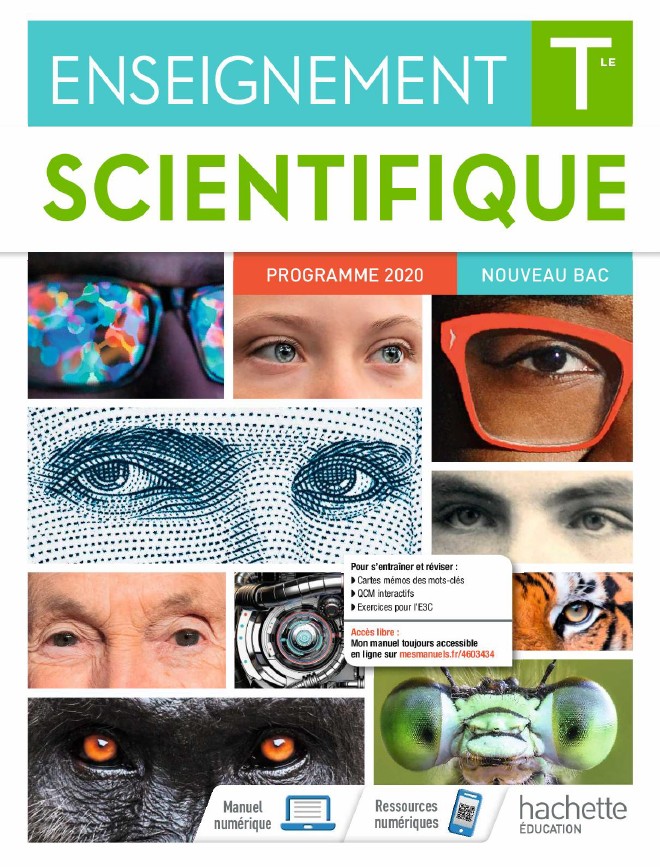 ENSEIGNEMENT
T LE
SCIENTIFIQUE
PROGRAMME 2020
NOUVEAU BAC
Pour s'entraîner et réviser :
Cartes mémos des mots-clés
QCM interactifs
Exercices pour l'E3C
Accès libre :
Mon manuel toujours accessible
en ligne sur mesmanuels.fr/4603434
Manuel
numérique
Ressources
numériques
hachette
ÉDUCATION